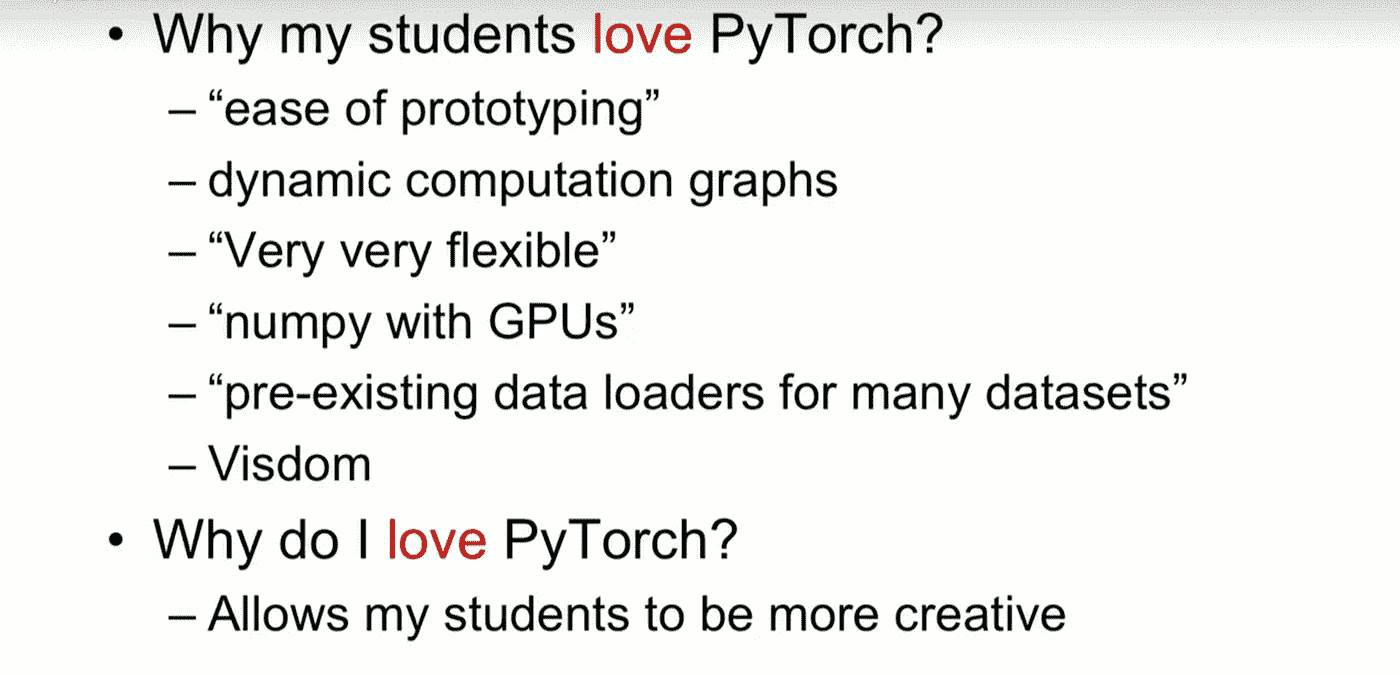 • Why my students love PyTorch?
– “ease of prototyping”
– dynamic computation graphs
– “Very very flexible”
– “numpy with GPUs”
– “pre-existing data loaders for many datasets”
– Visdom
• Why do I love PyTorch?
– Allows my students to be more creative